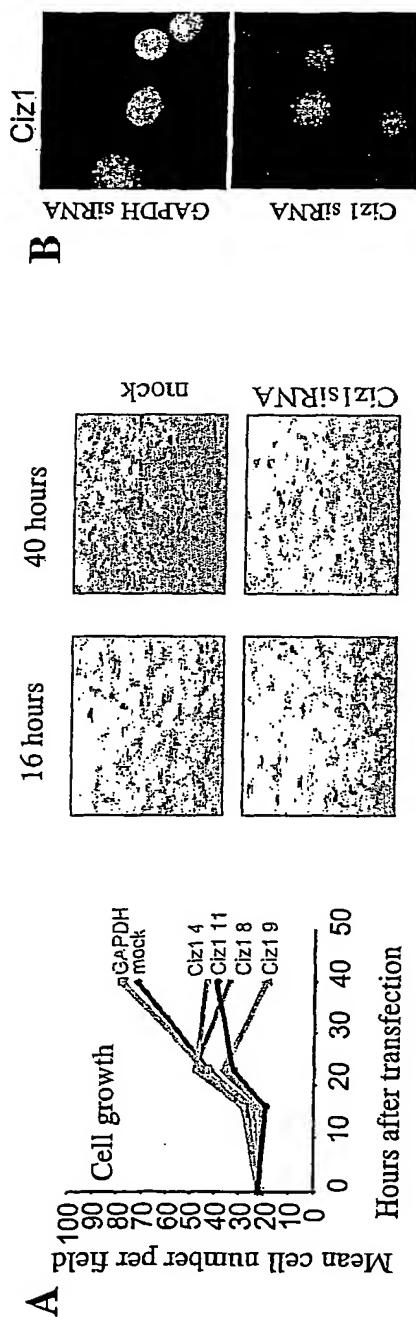 A
Cell growth
Mean cell number per field
100
90
80
70
60
50
40
30
20
10
0
0 10 20 30 40 50
Hours after transfection
GAPDH
mock
Ciz1 4
Ciz1 11
Ciz1 8
Ciz1 9
16 hours
40 hours
mock
Ciz1siRNA
B
Ciz1
GAPDH siRNA
Ciz1 siRNA